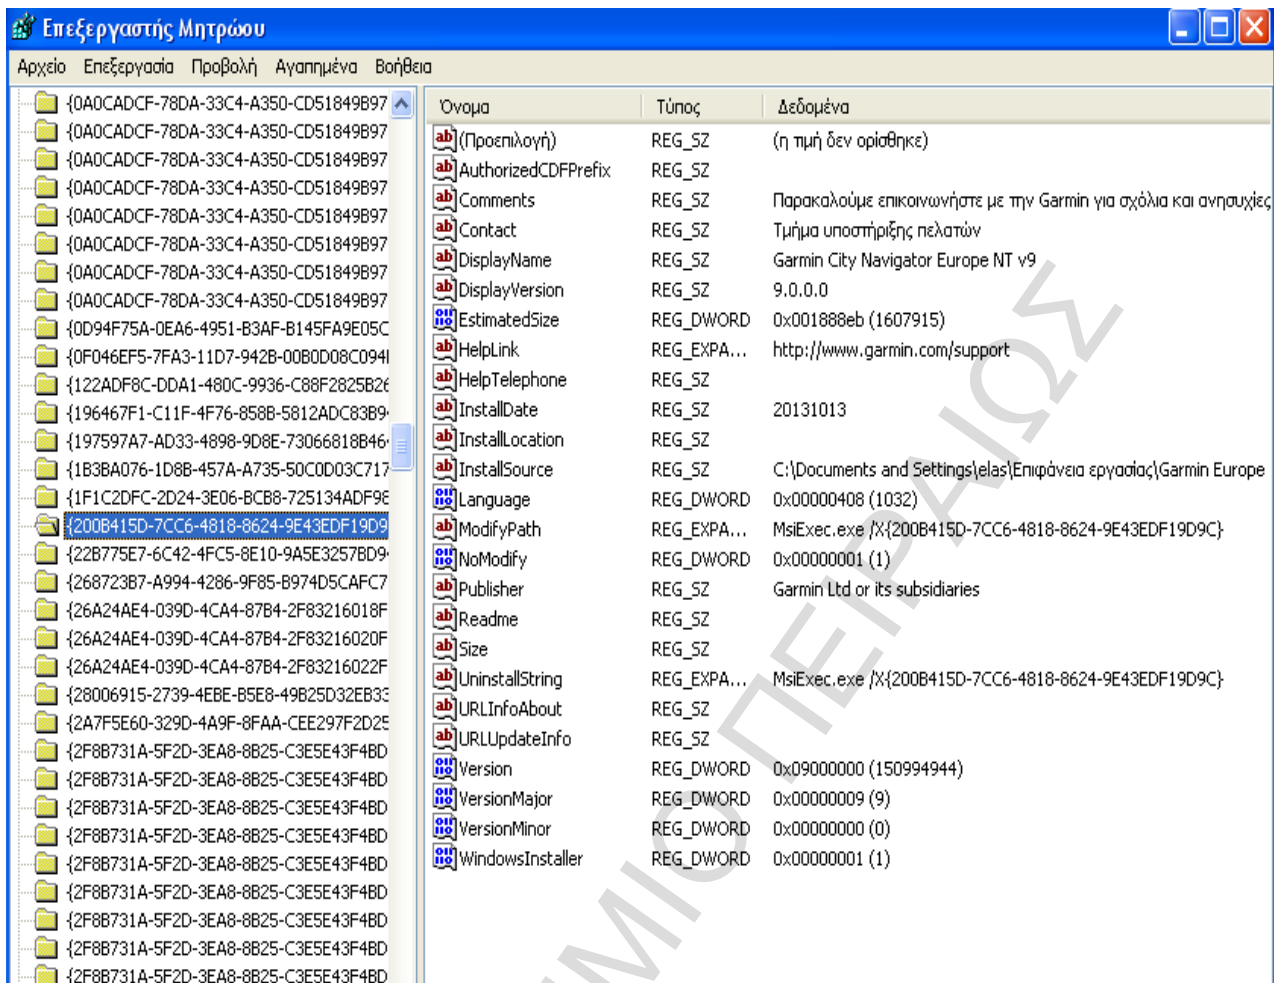 Επεξεργαστής Μητρώου
Αρχείο Επεξεργασία Προβολή Αγαπημένα Βοήθεια
{0A0CADCF-78DA-33C4-A350-CD51849B97
{0A0CADCF-78DA-33C4-A350-CD51849B97
{0A0CADCF-78DA-33C4-A350-CD51849B97
{0A0CADCF-78DA-33C4-A350-CD51849B97
{0A0CADCF-78DA-33C4-A350-CD51849B97
{0A0CADCF-78DA-33C4-A350-CD51849B97
{0A0CADCF-78DA-33C4-A350-CD51849B97
{0A0CADCF-78DA-33C4-A350-CD51849B97
{0D94F75A-0EA6-4951-B3AF-B145FA9E05C
{0F046EF5-7FA3-11D7-942B-00B0D08C094
{122ADF8C-DDA1-480C-9936-C88F2825B26
{196467F1-C11F-4F76-858B-5812ADC83B9
{197597A7-AD33-4898-9D8E-73066818B46
{1B3BA076-1D8B-457A-A735-50C0D03C717
{1F1C2DFC-2D24-3E06-BCB8-725134ADF98
{200B415D-7CC6-4818-8624-9E43EDF19D9
{22B775E7-6C42-4FC5-8E10-9A5E3257BD9
{268723B7-A994-4286-9F85-B974D5CAFC7
{26A24AE4-039D-4CA4-87B4-2F83216018F
{26A24AE4-039D-4CA4-87B4-2F83216020F
{26A24AE4-039D-4CA4-87B4-2F83216022F
{28006915-2739-4EBE-B5E8-49B25D32EB33
{2A7F5E60-329D-4A9F-8FAA-CEE297F2D25
{2F8B731A-5F2D-3EA8-8B25-C3E5E43F4BD
{2F8B731A-5F2D-3EA8-8B25-C3E5E43F4BD
{2F8B731A-5F2D-3EA8-8B25-C3E5E43F4BD
{2F8B731A-5F2D-3EA8-8B25-C3E5E43F4BD
{2F8B731A-5F2D-3EA8-8B25-C3E5E43F4BD
{2F8B731A-5F2D-3EA8-8B25-C3E5E43F4BD
{2F8B731A-5F2D-3EA8-8B25-C3E5E43F4BD
{2F8B731A-5F2D-3EA8-8B25-C3E5E43F4BD
{2F8B731A-5F2D-3EA8-8B25-C3E5E43F4BD
Όνομα Τύπος Δεδομένα
(Προεπιλογή) REG_SZ (η τιμή δεν ορίσθηκε)
AuthorizedCDFPrefix REG_SZ
Comments REG_SZ Παρακαλούμε επικοινωνήστε με την Garmin για σχόλια και ανησυχίες
Contact REG_SZ Τμήμα υποστήριξης πελατών
DisplayName REG_SZ Garmin City Navigator Europe NT v9
DisplayVersion REG_SZ 9.0.0.0
EstimatedSize REG_DWORD 0x001888eb (1607915)
HelpLink REG_EXPA... http://www.garmin.com/support
HelpTelephone REG_SZ
InstallDate REG_SZ 20131013
InstallLocation REG_SZ
InstallSource REG_SZ C:\Documents and Settings\elas\Επιφάνεια εργασίας\Garmin Europe
Language REG_DWORD 0x00000408 (1032)
ModifyPath REG_EXPA... MsiExec.exe /X{200B415D-7CC6-4818-8624-9E43EDF19D9C}
NoModify REG_DWORD 0x00000001 (1)
Publisher REG_SZ Garmin Ltd or its subsidiaries
Readme REG_SZ
Size REG_SZ
UninstallString REG_EXPA... MsiExec.exe /X{200B415D-7CC6-4818-8624-9E43EDF19D9C}
URLInfoAbout REG_SZ
URLUpdateInfo REG_SZ
Version REG_DWORD 0x09000000 (150994944)
VersionMajor REG_DWORD 0x00000009 (9)
VersionMinor REG_DWORD 0x00000000 (0)
WindowsInstaller REG_DWORD 0x00000001 (1)
ΜΙΟ ΠΕΙΡΑΙΩΣ